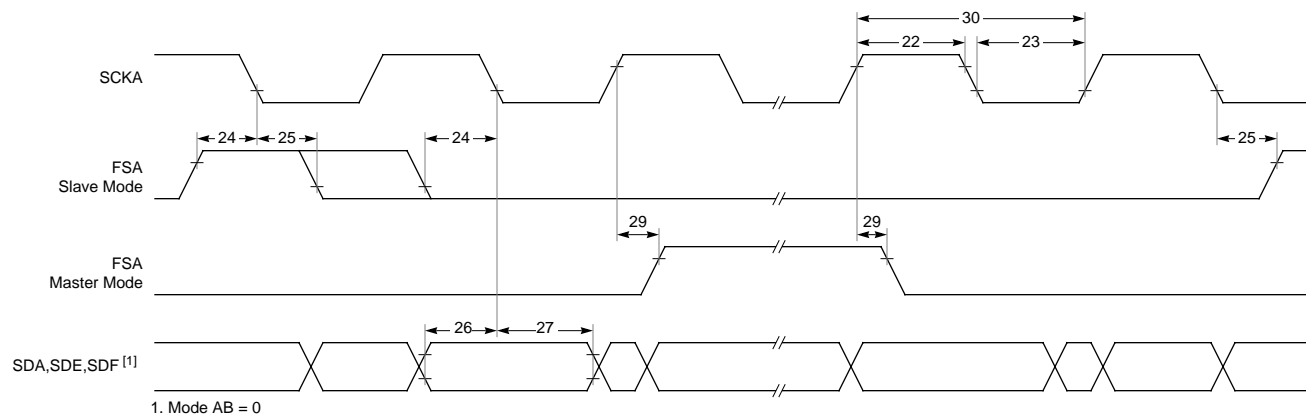 30
22 23
SCKA
24 25 24 25
FSA
Slave Mode
29 29
FSA
Master Mode
26 27
SDA,SDE,SDF [1]
1. Mode AB = 0